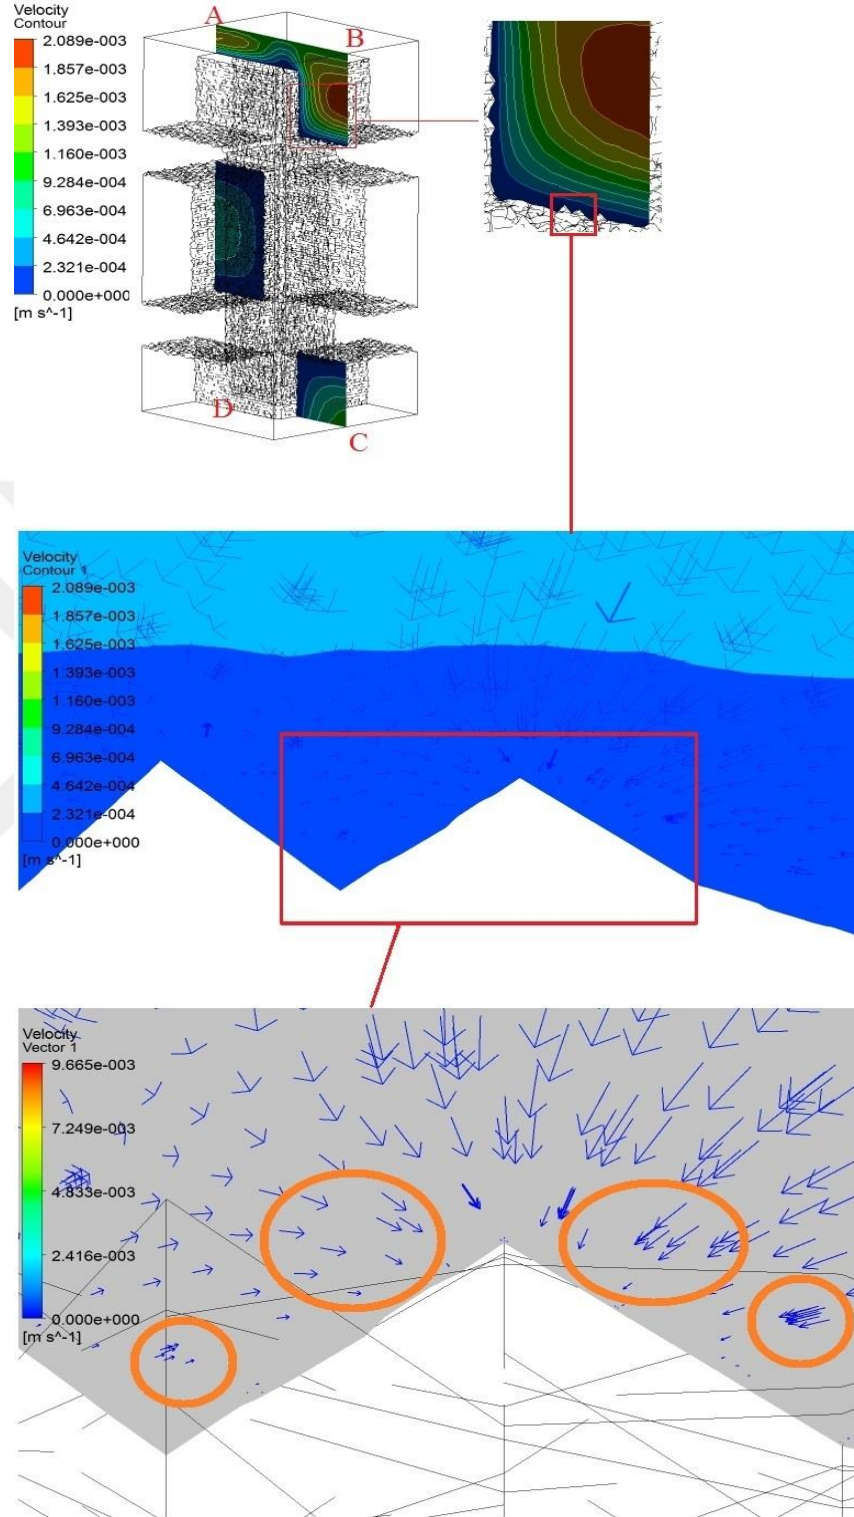 Velocity
Contour
2.089e-003
1.857e-003
1.625e-003
1.393e-003
1.160e-003
9.284e-004
6.963e-004
4.642e-004
2.321e-004
0.000e+000
[m s^-1]
A
B
D
C
Velocity
Contour 1
2.089e-003
1.857e-003
1.625e-003
1.393e-003
1.160e-003
9.284e-004
6.963e-004
4.642e-004
2.321e-004
0.000e+000
[m s^-1]
Velocity
Vector 1
9.665e-003
7.249e-003
4.833e-003
2.416e-003
0.000e+000
[m s^-1]